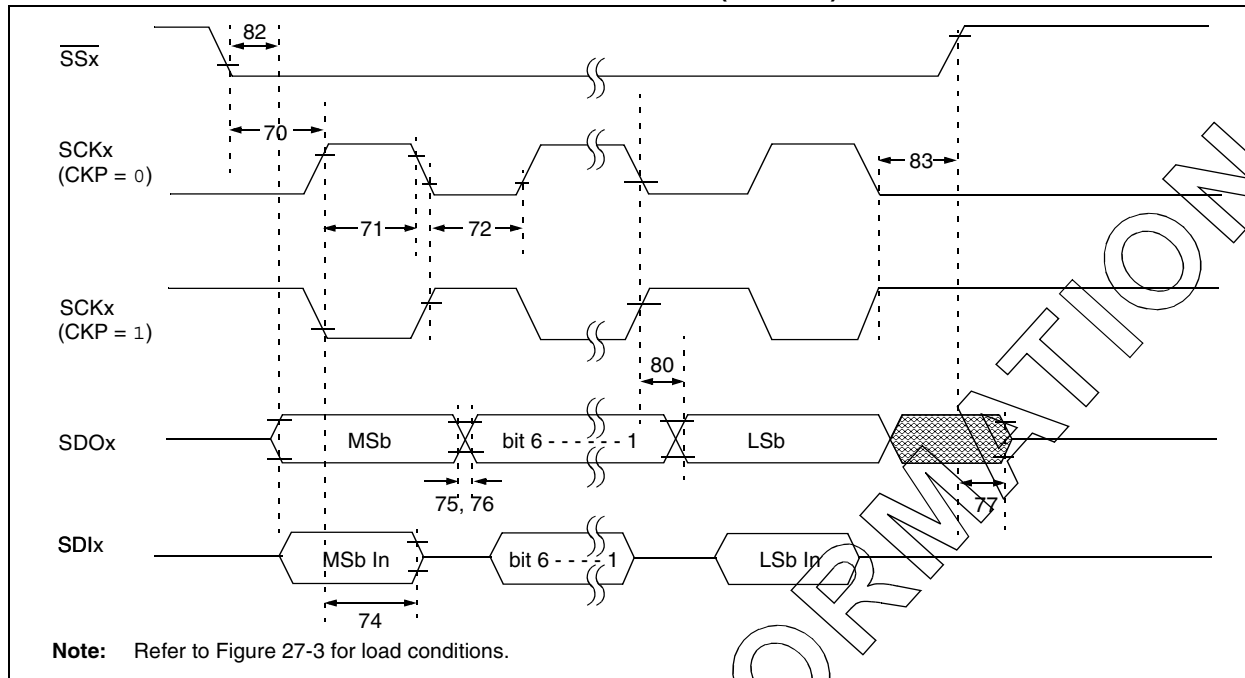 82
SSx
70
SCKx
(CKP = 0)
83
71
72
SCKx
(CKP = 1)
80
SDOx
MSb
bit 6 - - - - - - 1
LSb
75, 76
77
SDIx
MSb In
bit 6 - - - - 1
LSb In
74
Note: Refer to Figure 27-3 for load conditions.
ORMATION